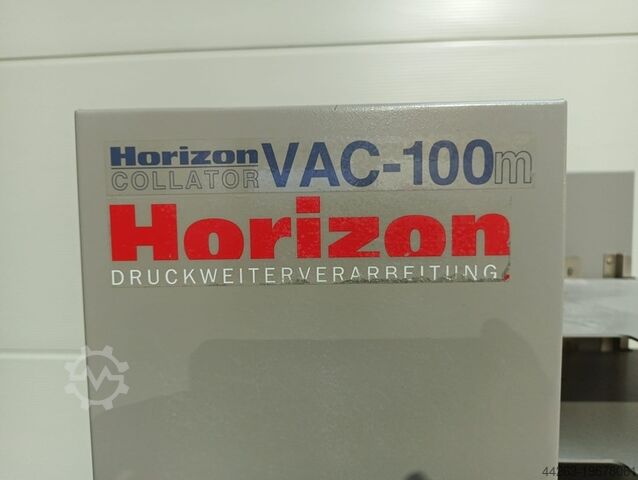 Horizon
COLLATOR
VAC-100m
Horizon
DRUCKWEITERVERARBEITUNG